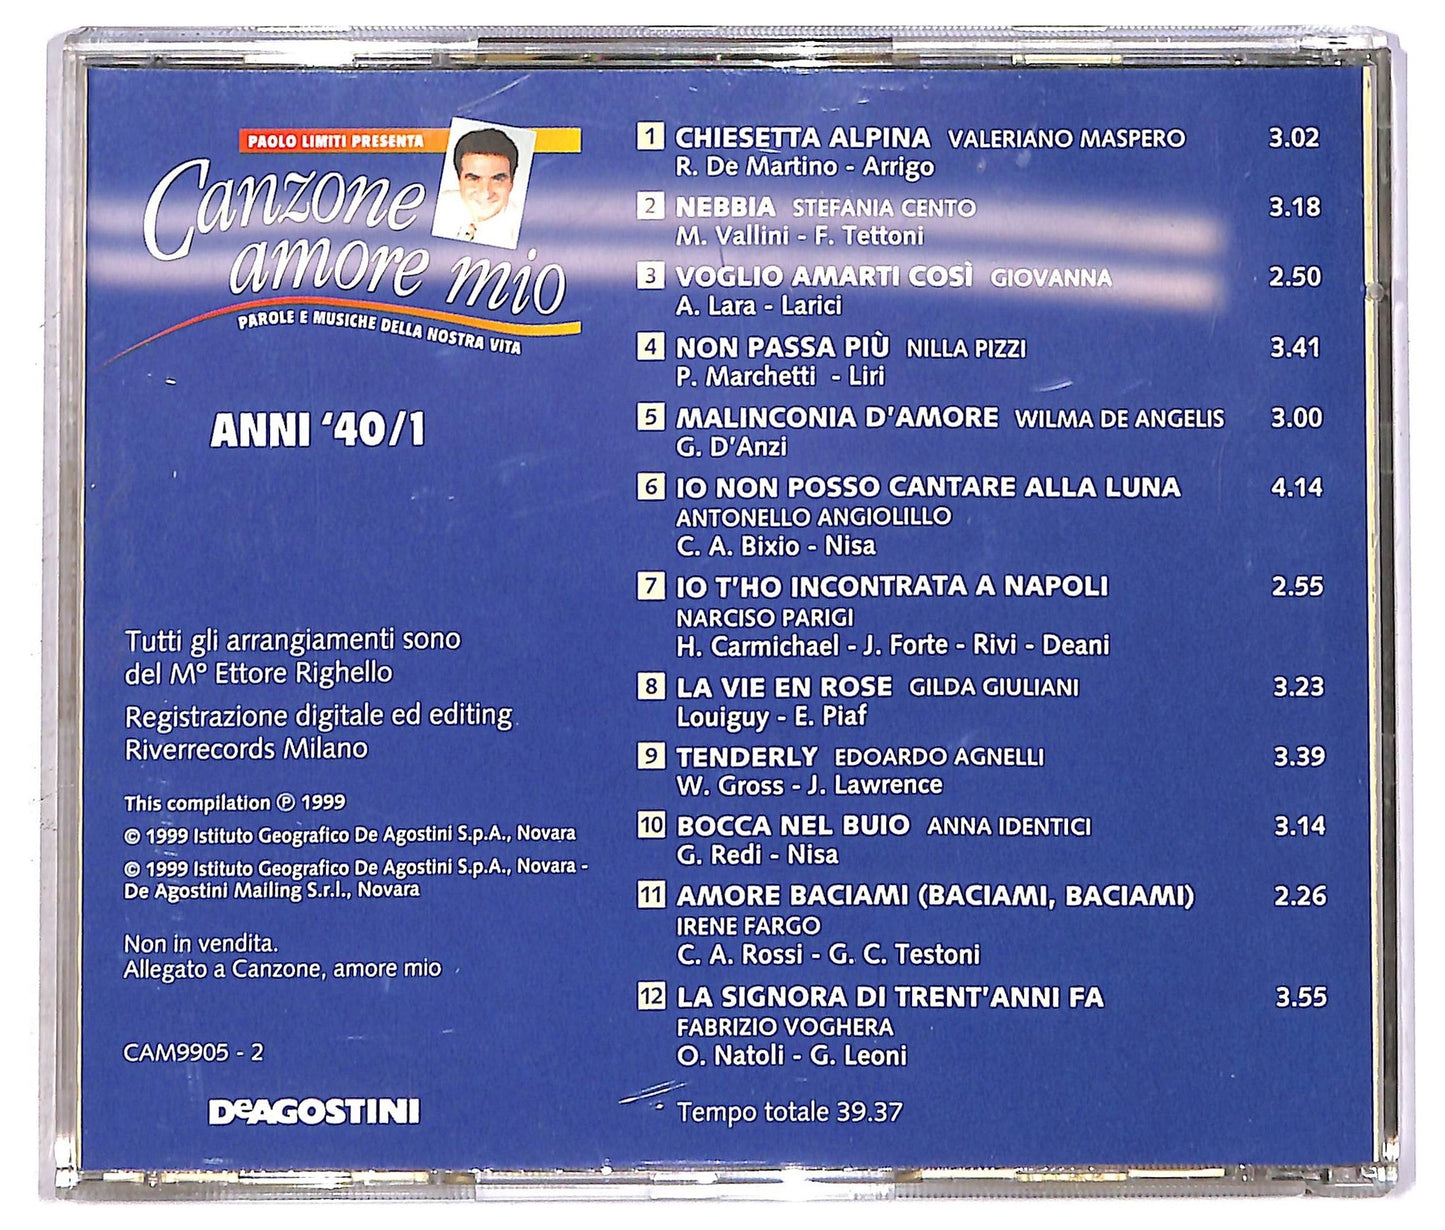 PAOLO LIMITI PRESENTA
Canzone
amore mio
PAROLE E MUSICHE DELLA NOSTRA VITA
ANNI '40/1
Tutti gli arrangiamenti sono
del M° Ettore Righello
Registrazione digitale ed editing
Riverrecords Milano
This compilation ℗ 1999
© 1999 Istituto Geografico De Agostini S.p.A., Novara
© 1999 Istituto Geografico De Agostini S.p.A., Novara -
De Agostini Mailing S.r.l., Novara
Non in vendita.
Allegato a Canzone, amore mio
CAM9905 - 2
DeAGOSTINI
1 CHIESETTA ALPINA VALERIANO MASPERO 3.02
R. De Martino - Arrigo
2 NEBBIA STEFANIA CENTO 3.18
M. Vallini - F. Tettoni
3 VOGLIO AMARTI COSÌ GIOVANNA 2.50
A. Lara - Larici
4 NON PASSA PIÙ NILLA PIZZI 3.41
P. Marchetti - Liri
5 MALINCONIA D'AMORE WILMA DE ANGELIS 3.00
G. D'Anzi
6 IO NON POSSO CANTARE ALLA LUNA 4.14
ANTONELLO ANGIOLILLO
C. A. Bixio - Nisa
7 IO T'HO INCONTRATA A NAPOLI 2.55
NARCISO PARIGI
H. Carmichael - J. Forte - Rivi - Deani
8 LA VIE EN ROSE GILDA GIULIANI 3.23
Louiguy - E. Piaf
9 TENDERLY EDOARDO AGNELLI 3.39
W. Gross - J. Lawrence
10 BOCCA NEL BUIO ANNA IDENTICI 3.14
G. Redi - Nisa
11 AMORE BACIAMI (BACIAMI, BACIAMI) 2.26
IRENE FARGO
C. A. Rossi - G. C. Testoni
12 LA SIGNORA DI TRENT'ANNI FA 3.55
FABRIZIO VOGHERA
O. Natoli - G. Leoni
Tempo totale 39.37